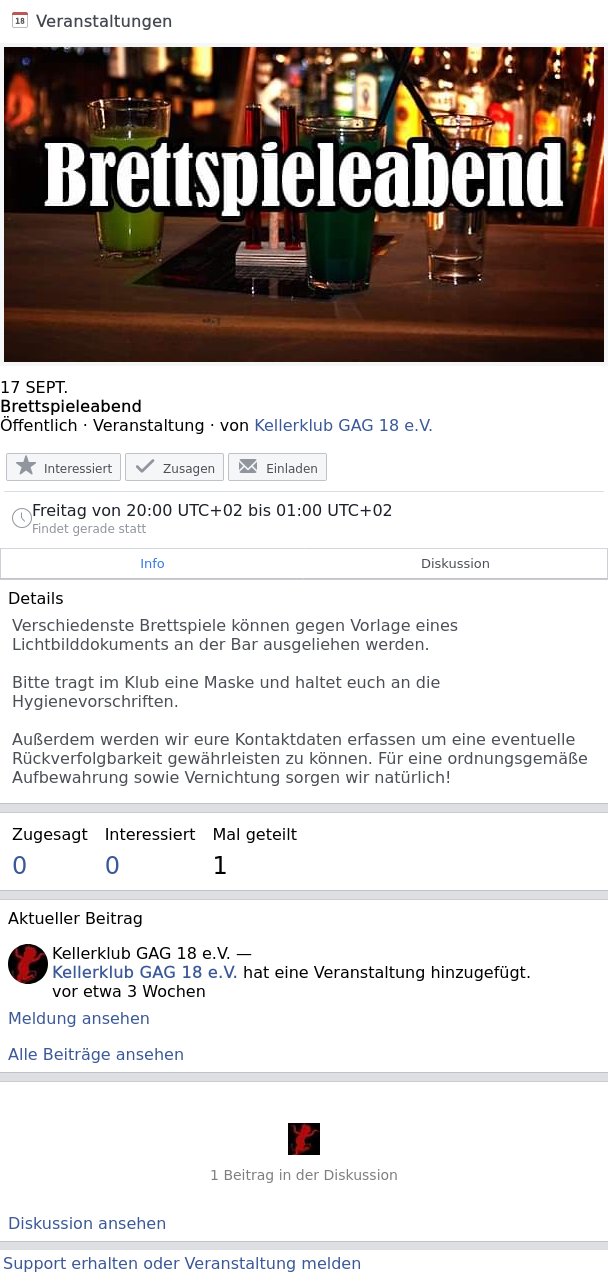 18 Veranstaltungen
Brettspieleabend
17 SEPT.
Brettspieleabend
Öffentlich · Veranstaltung · von Kellerklub GAG 18 e.V.
Interessiert Zusagen Einladen
Freitag von 20:00 UTC+02 bis 01:00 UTC+02
Findet gerade statt
Info Diskussion
Details
Verschiedenste Brettspiele können gegen Vorlage eines
Lichtbilddokuments an der Bar ausgeliehen werden.
Bitte tragt im Klub eine Maske und haltet euch an die
Hygienevorschriften.
Außerdem werden wir eure Kontaktdaten erfassen um eine eventuelle
Rückverfolgbarkeit gewährleisten zu können. Für eine ordnungsgemäße
Aufbewahrung sowie Vernichtung sorgen wir natürlich!
Zugesagt Interessiert Mal geteilt
0 0 1
Aktueller Beitrag
Kellerklub GAG 18 e.V. —
Kellerklub GAG 18 e.V. hat eine Veranstaltung hinzugefügt.
vor etwa 3 Wochen
Meldung ansehen
Alle Beiträge ansehen
1 Beitrag in der Diskussion
Diskussion ansehen
Support erhalten oder Veranstaltung melden